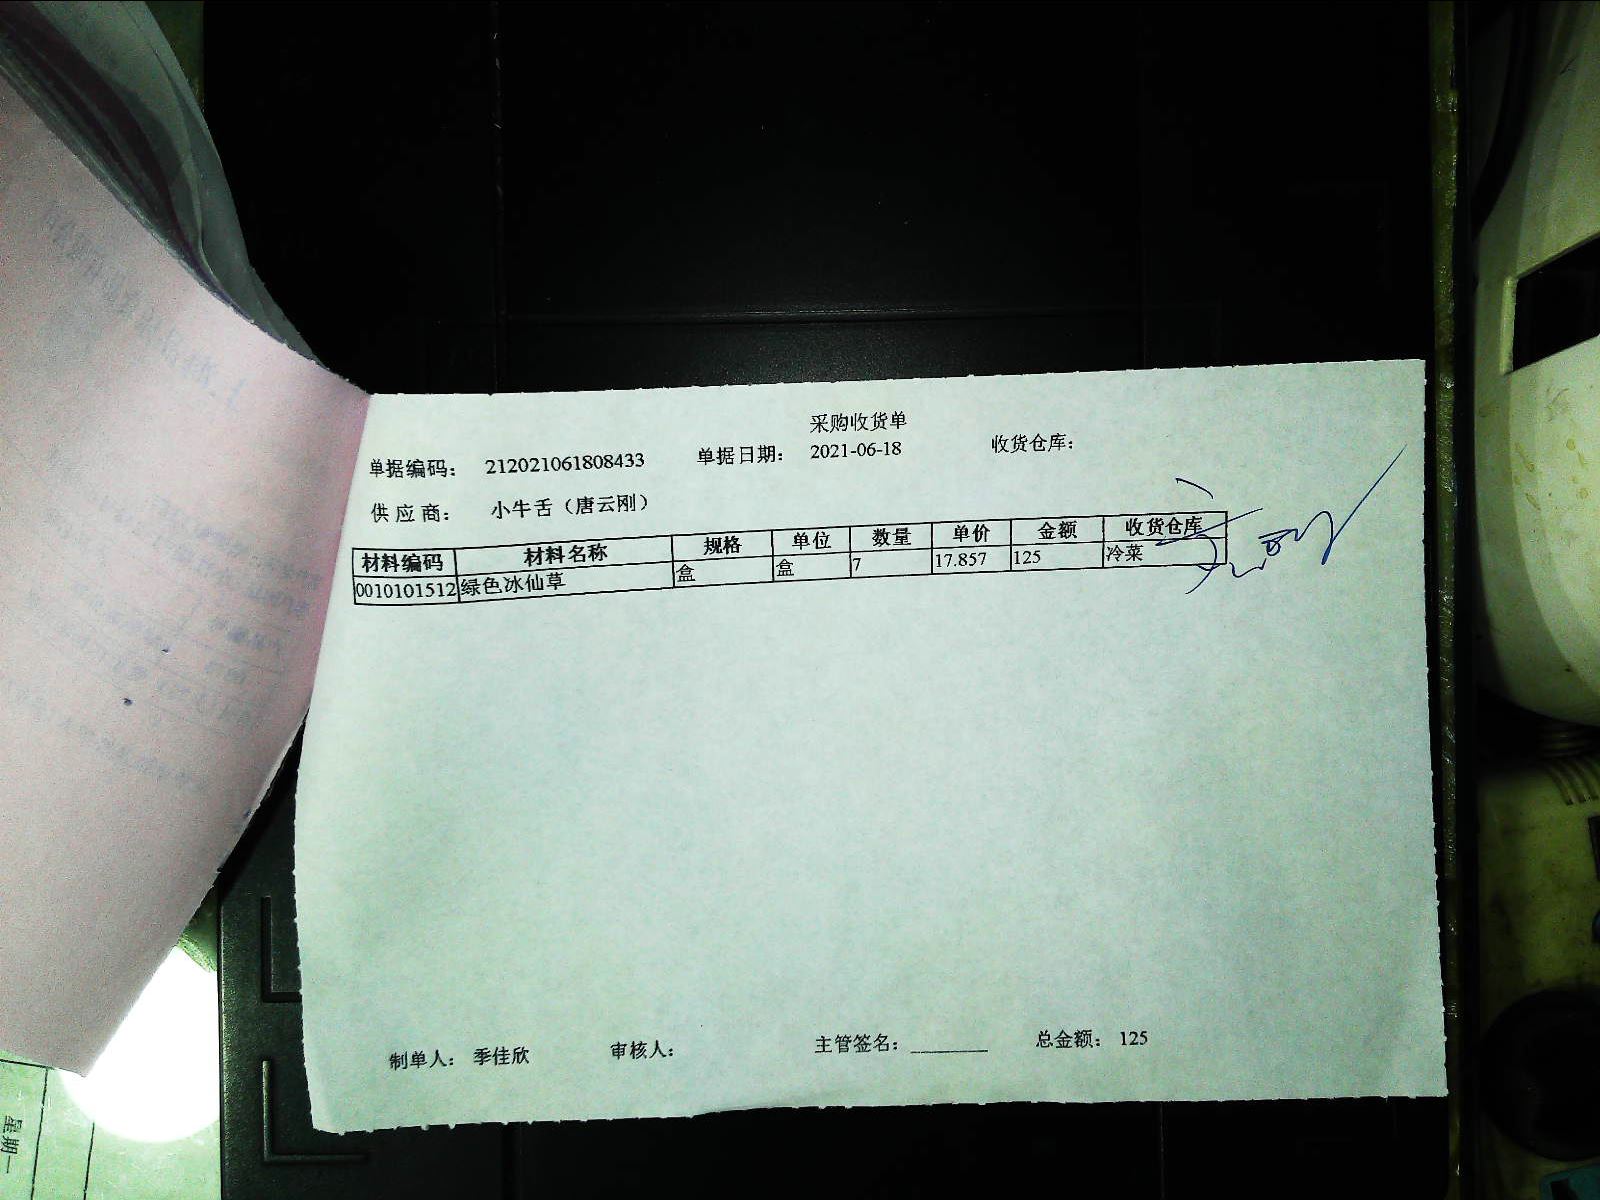 采购收货单
单据编码： 212021061808433 单据日期： 2021-06-18 收货仓库：
供应商： 小牛舌（唐云刚）
材料编码 材料名称 规格 单位 数量 单价 金额 收货仓库
0010101512 绿色冰仙草 盒 盒 7 17.857 125 冷菜
制单人： 季佳欣 审核人： 主管签名：________ 总金额： 125
星期一